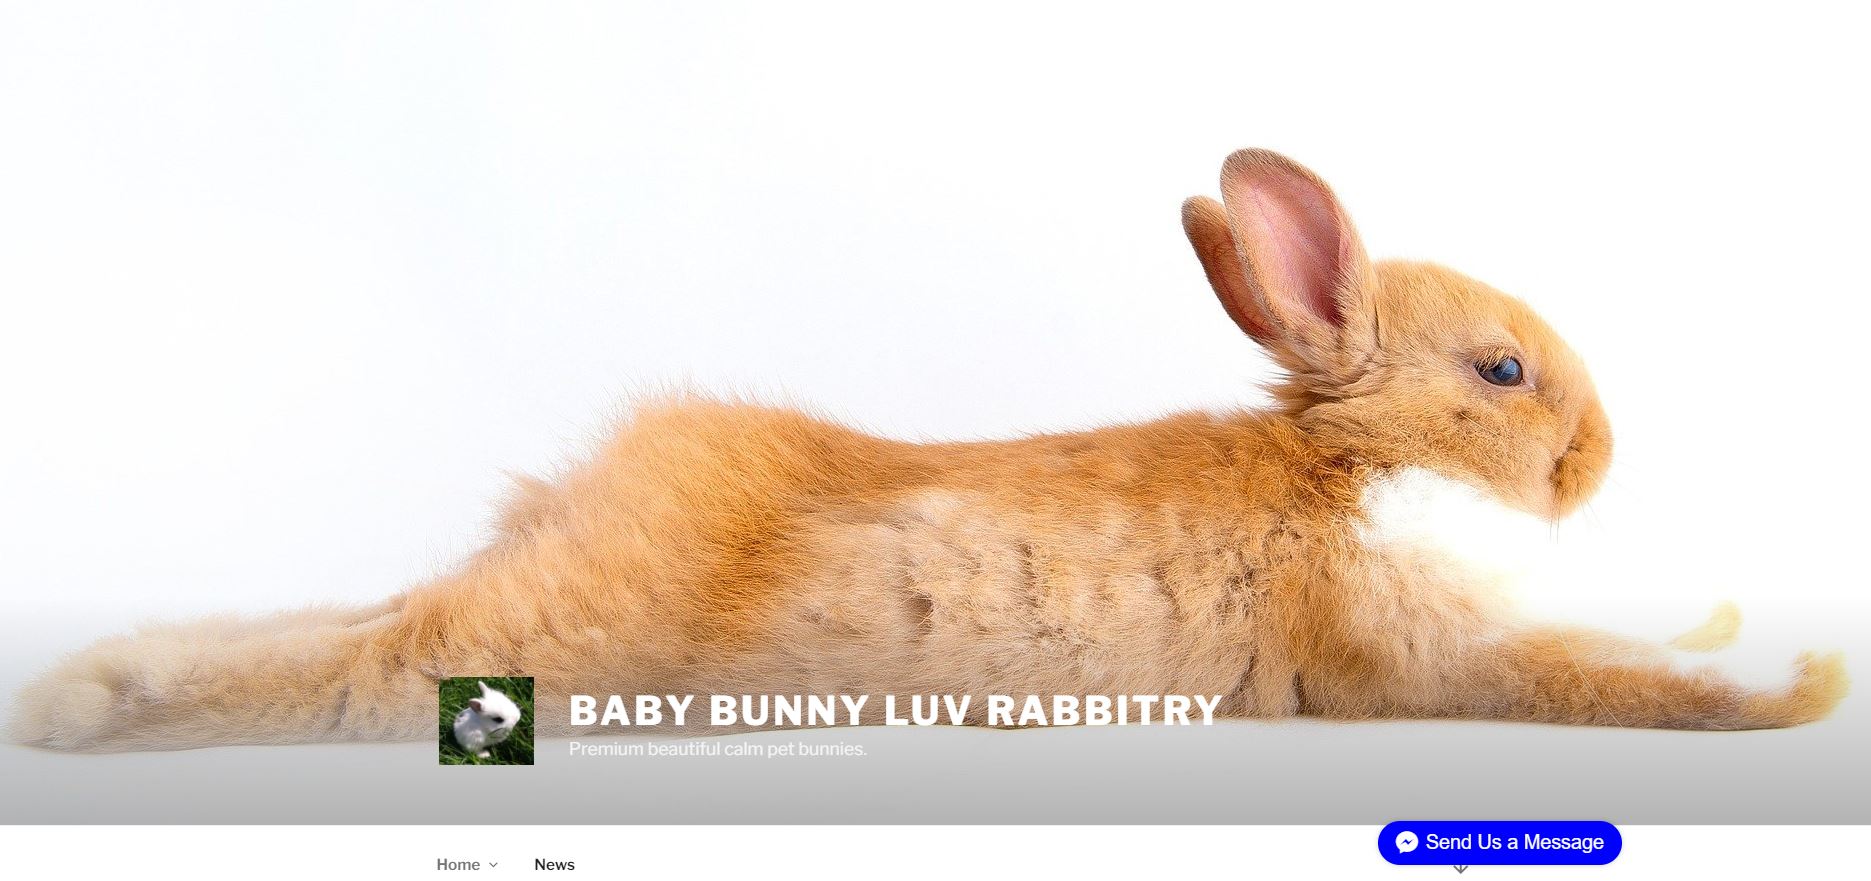 BABY BUNNY LUV RABBITRY
Premium beautiful calm pet bunnies.
Send Us a Message
Home
News